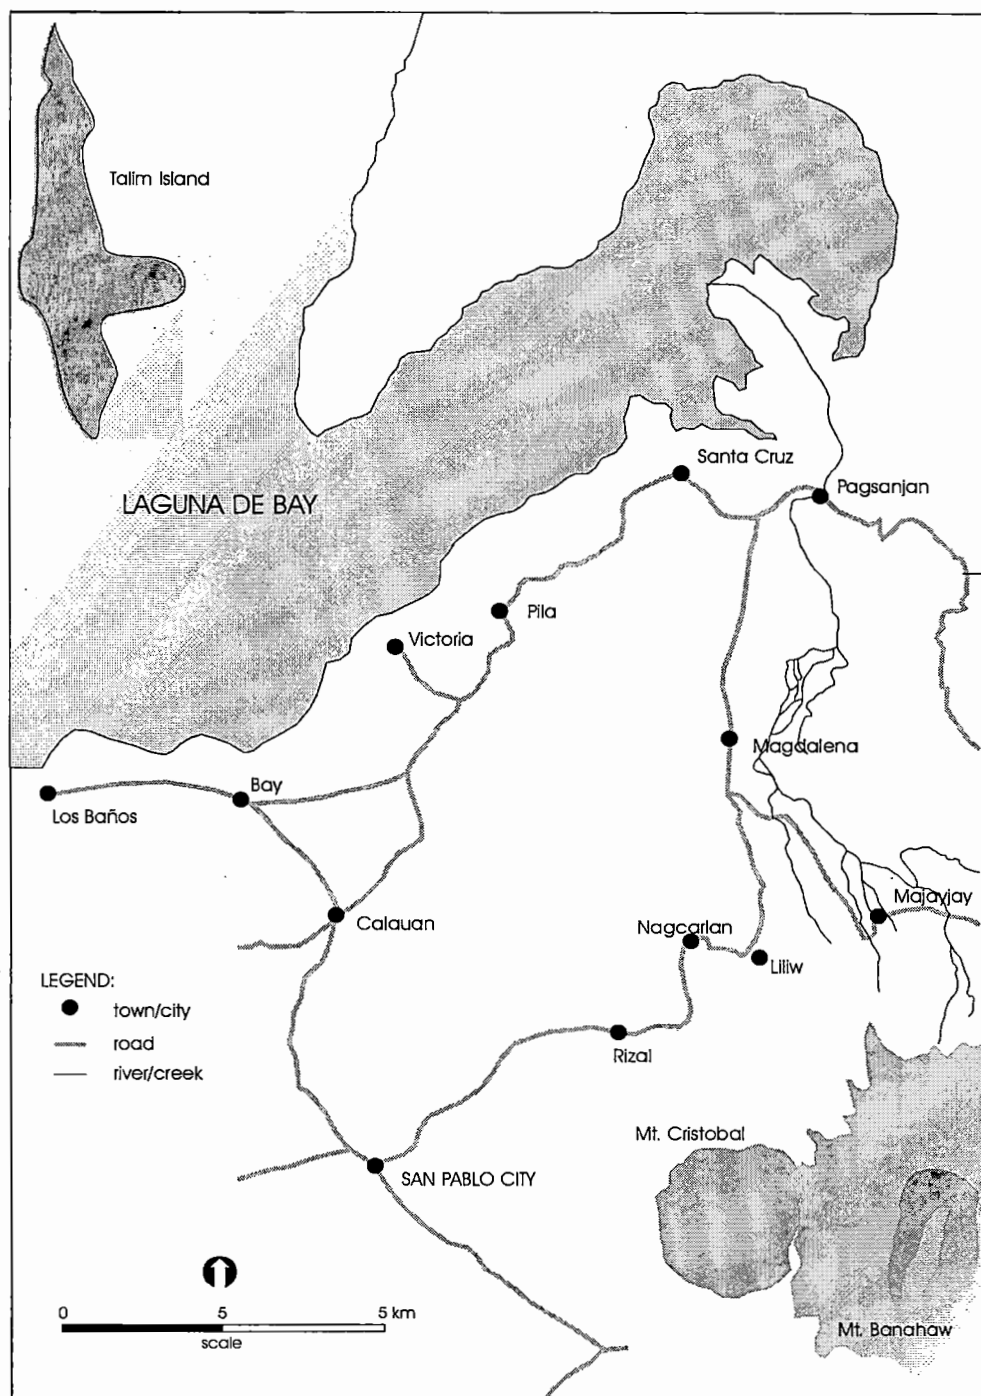 Talim Island
Santa Cruz
Pagsanjan
LAGUNA DE BAY
Pila
Victoria
Magdalena
Bay
Los Baños
Majayjay
Calauan
Nagcarlan
Liliw
LEGEND:
town/city
road
river/creek
Rizal
Mt. Cristobal
SAN PABLO CITY
0 5 5 km
scale
Mt. Banahaw